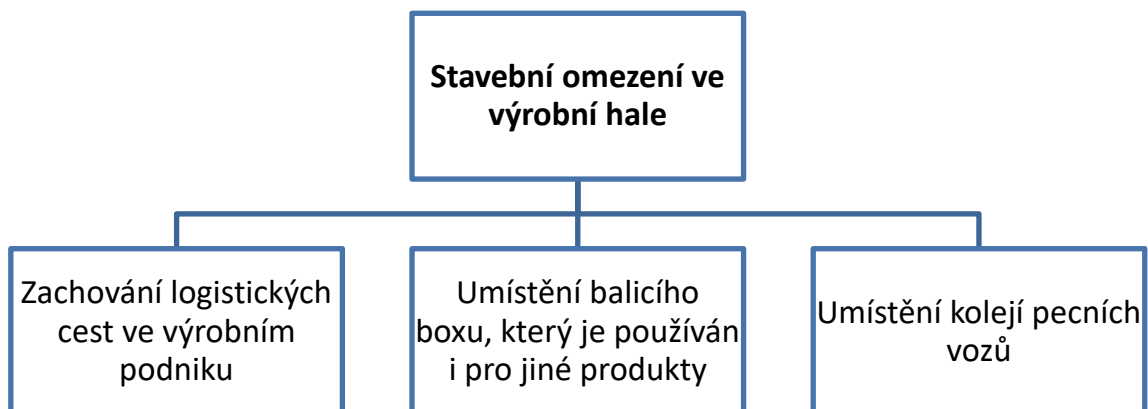 Stavební omezení ve
výrobní hale
Zachování logistických
cest ve výrobním
podniku
Umístění balicího
boxu, který je používán
i pro jiné produkty
Umístění kolejí pecních
vozů